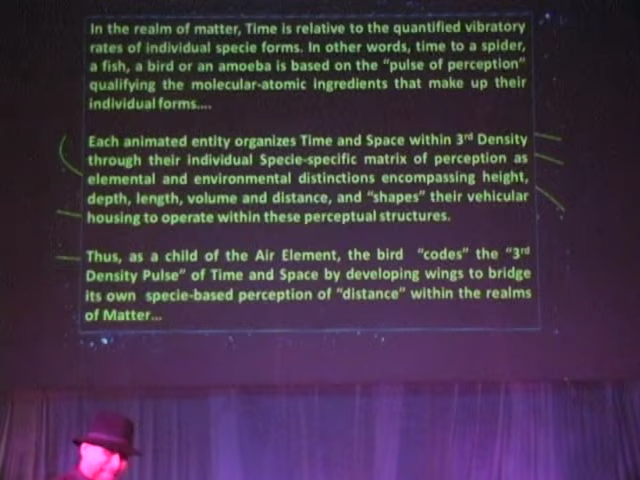 In the realm of matter, Time is relative to the quantified vibratory
rates of individual specie forms. In other words, time to a spider,
a fish, a bird or an amoeba is based on the “pulse of perception”
qualifying the molecular-atomic ingredients that make up their
individual forms....
Each animated entity organizes Time and Space within 3rd Density
through their Individual Specie-specific matrix of perception as
elemental and environmental distinctions encompassing height,
depth, length, volume and distance, and “shapes” their vehicular
housing to operate within these perceptual structures.
Thus, as a child of the Air Element, the bird “codes” the “3rd
Density Pulse” of Time and Space by developing wings to bridge
its own specie-based perception of “distance” within the realms
of Matter...